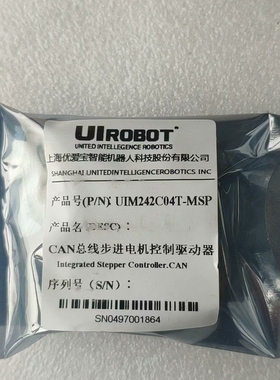 UIROBOT
UNITED INTELLEGENCE ROBOTICS
上海优爱宝智能机器人科技股份有限公司
SHANGHAI UNITEDINTELLIGENCEROBOTICS INC
产品号(P/N): UIM242C04T-MSP
产品名(DESC):
CAN总线步进电机控制驱动器
Integrated Stepper Controller.CAN
序列号（S/N）：
SN0497001864